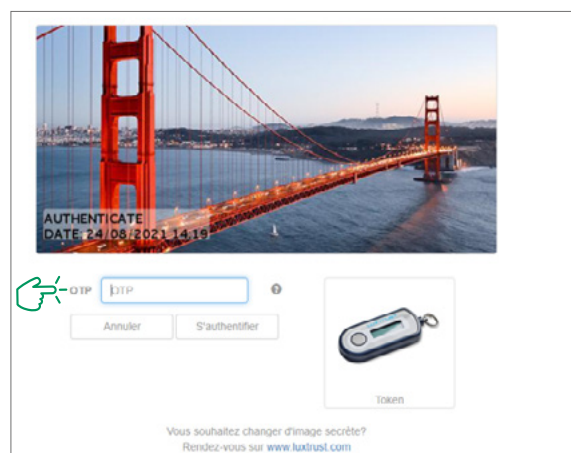 AUTHENTICATE
DATE: 24/08/2021 14:19
OTP
OTP
Annuler
S'authentifier
Token
Vous souhaitez changer d'image secrète?
Rendez-vous sur www.luxtrust.com